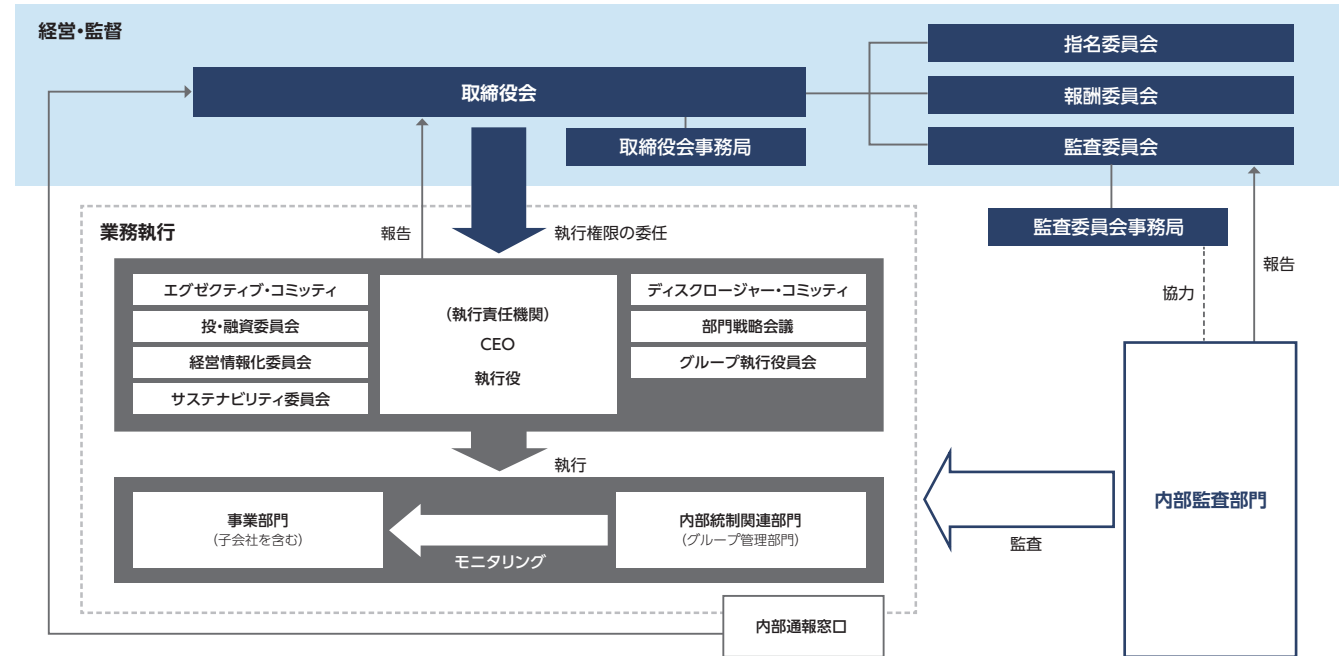 経営・監督
取締役会
取締役会事務局
指名委員会
報酬委員会
監査委員会
監査委員会事務局
業務執行
報告
執行権限の委任
協力
報告
エグゼクティブ・コミッティ
投・融資委員会
経営情報化委員会
サステナビリティ委員会
(執行責任機関)
CEO
執行役
ディスクロージャー・コミッティ
部門戦略会議
グループ執行役員会
執行
事業部門
(子会社を含む)
モニタリング
内部統制関連部門
(グループ管理部門)
監査
内部監査部門
内部通報窓口